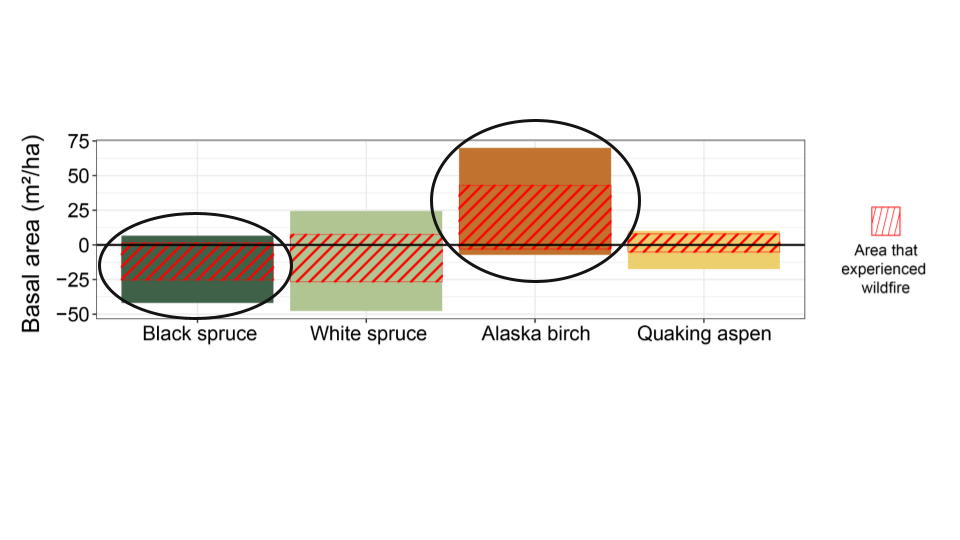 Basal area (m²/ha)
75
50
25
0
−25
−50
Black spruce White spruce Alaska birch Quaking aspen
Area that
experienced
wildfire